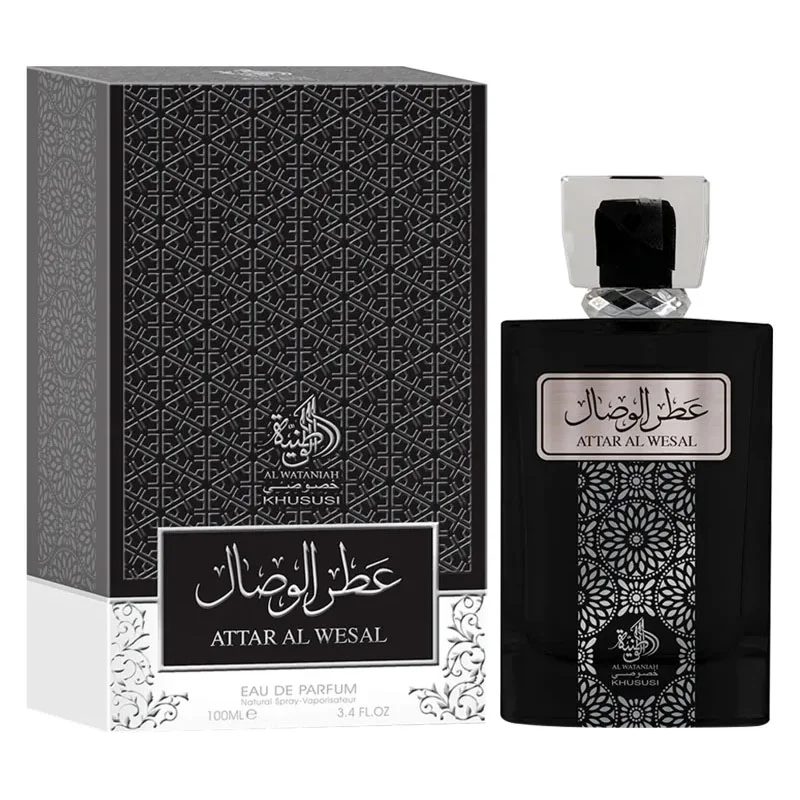 الوطنية
AL WATANIAH
خصوصي
KHUSUSI
عطر الوصال
ATTAR AL WESAL
EAU DE PARFUM
Natural Spray-Vaporisateur
100ML e 3.4 FL.OZ
عطر الوصال
ATTAR AL WESAL
الوطنية
AL WATANIAH
خصوصي
KHUSUSI